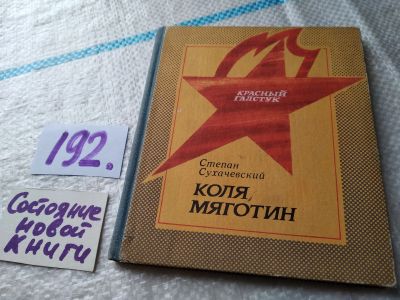 КРАСНЫЙ
ГАЛСТУК
Степан
Сухачевский
КОЛЯ
МЯГОТИН
192.
Состояние
новой
книги